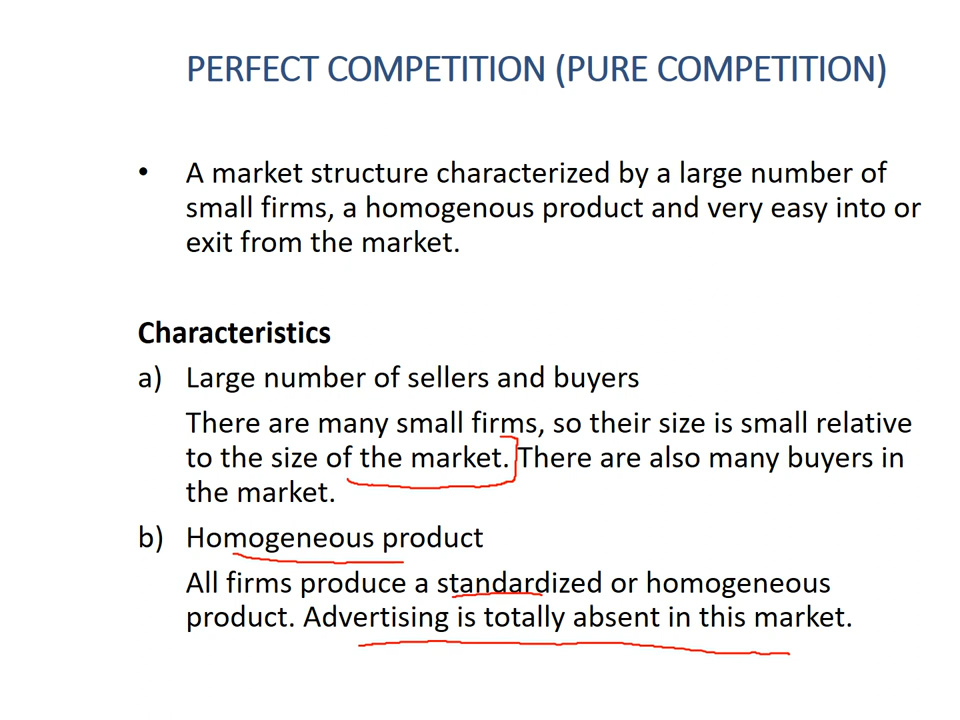 PERFECT COMPETITION (PURE COMPETITION)
• A market structure characterized by a large number of
small firms, a homogenous product and very easy into or
exit from the market.
Characteristics
a) Large number of sellers and buyers
There are many small firms, so their size is small relative
to the size of the market. There are also many buyers in
the market.
b) Homogeneous product
All firms produce a standardized or homogeneous
product. Advertising is totally absent in this market.